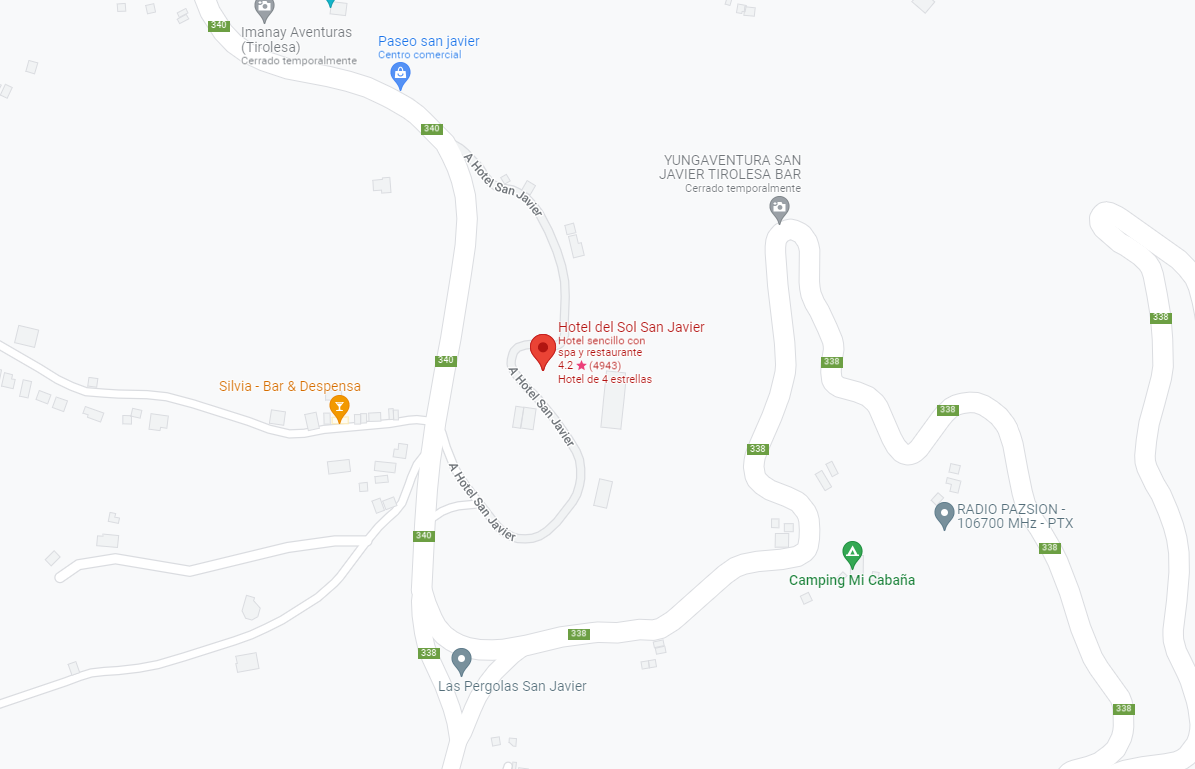 340
Imanay Aventuras
(Tirolesa)
Cerrado temporalmente
Paseo san javier
Centro comercial
340
A Hotel San Javier
YUNGAVENTURA SAN
JAVIER TIROLESA BAR
Cerrado temporalmente
338
Hotel del Sol San Javier
Hotel sencillo con
spa y restaurante
4.2 ★ (4943)
Hotel de 4 estrellas
340
338
Silvia - Bar & Despensa
A Hotel San Javier
338
338
A Hotel San Javier
RADIO PAZSION -
106700 MHz - PTX
340
338
Camping Mi Cabaña
338
338
Las Pergolas San Javier
338